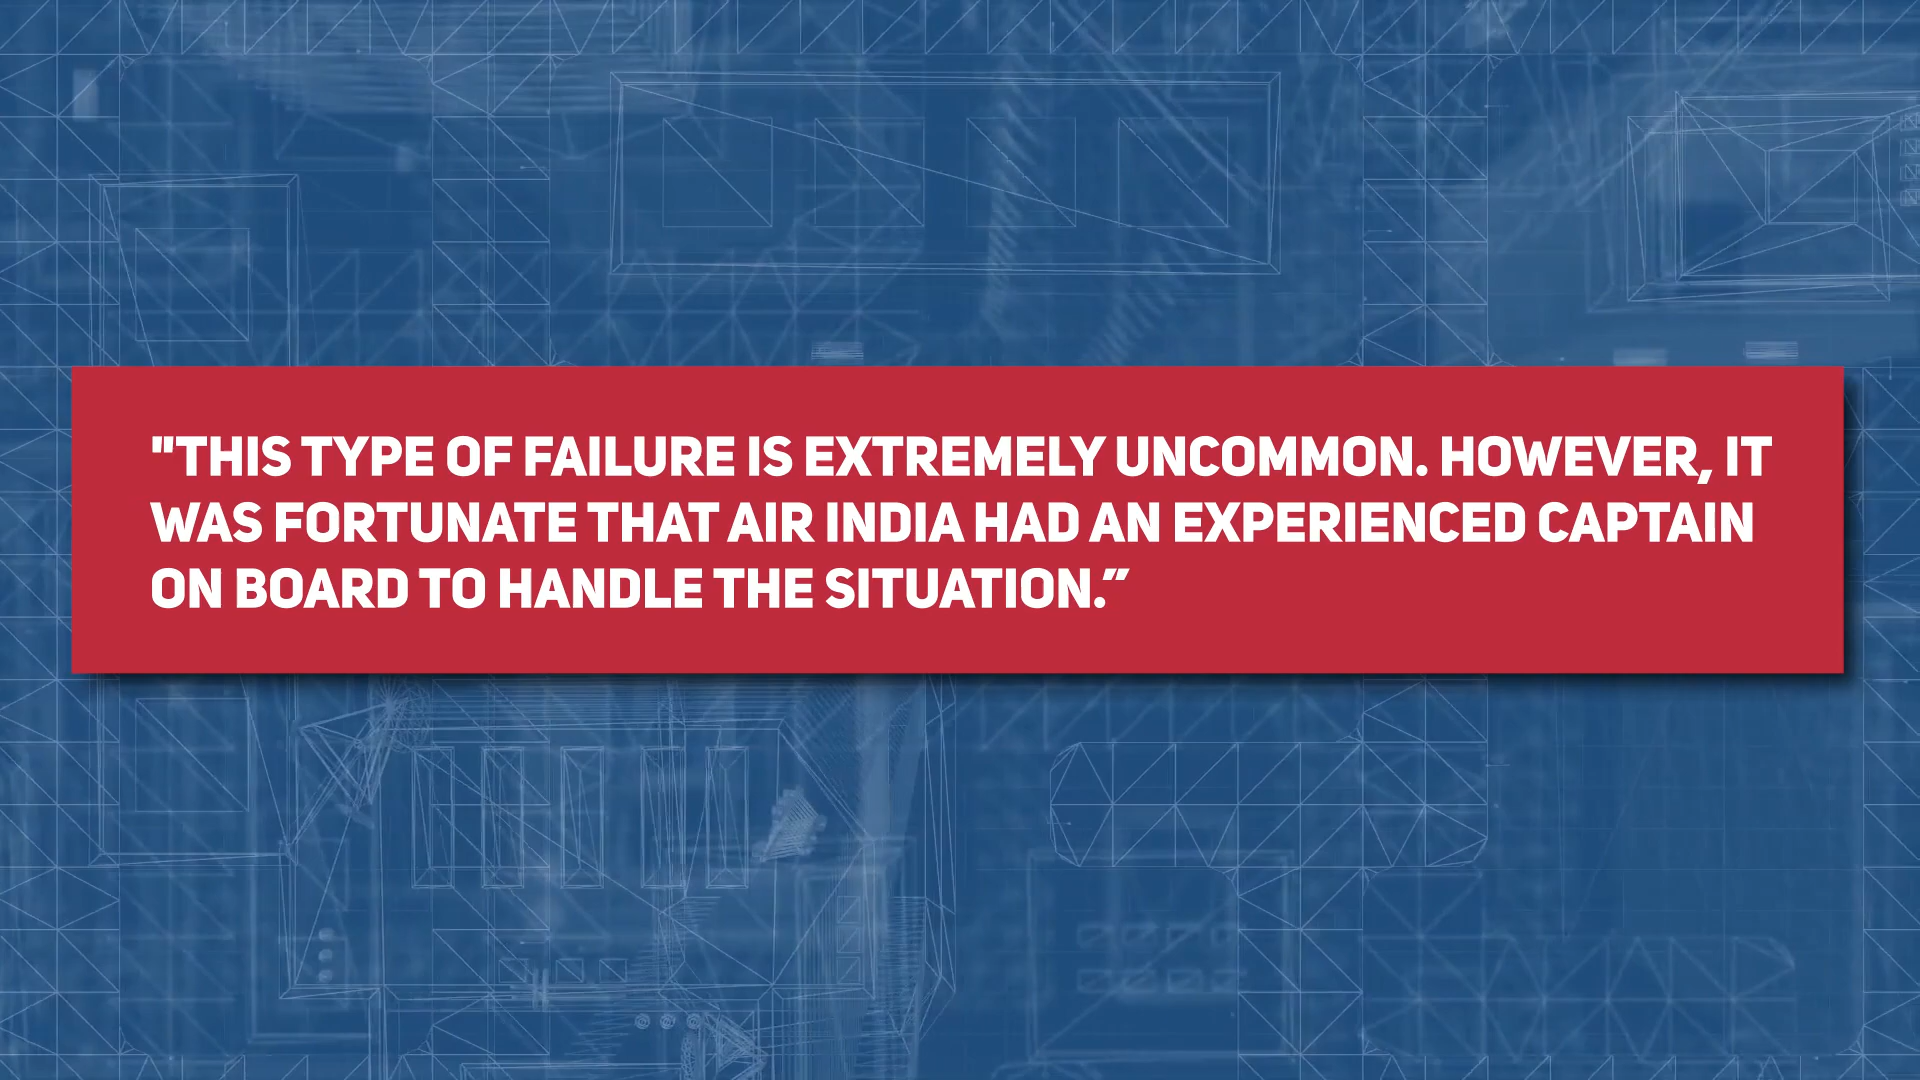 "THIS TYPE OF FAILURE IS EXTREMELY UNCOMMON. HOWEVER, IT
WAS FORTUNATE THAT AIR INDIA HAD AN EXPERIENCED CAPTAIN
ON BOARD TO HANDLE THE SITUATION.”